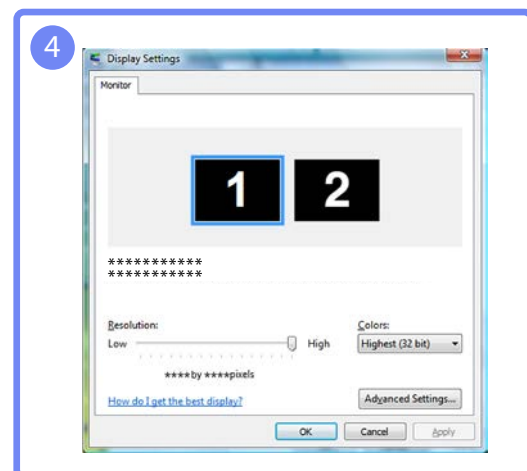 4
Display Settings
Monitor
1 2
***********
***********
Resolution:
Colors:
Low High
Highest (32 bit)
****by ****pixels
How do I get the best display?
Advanced Settings...
OK Cancel Apply